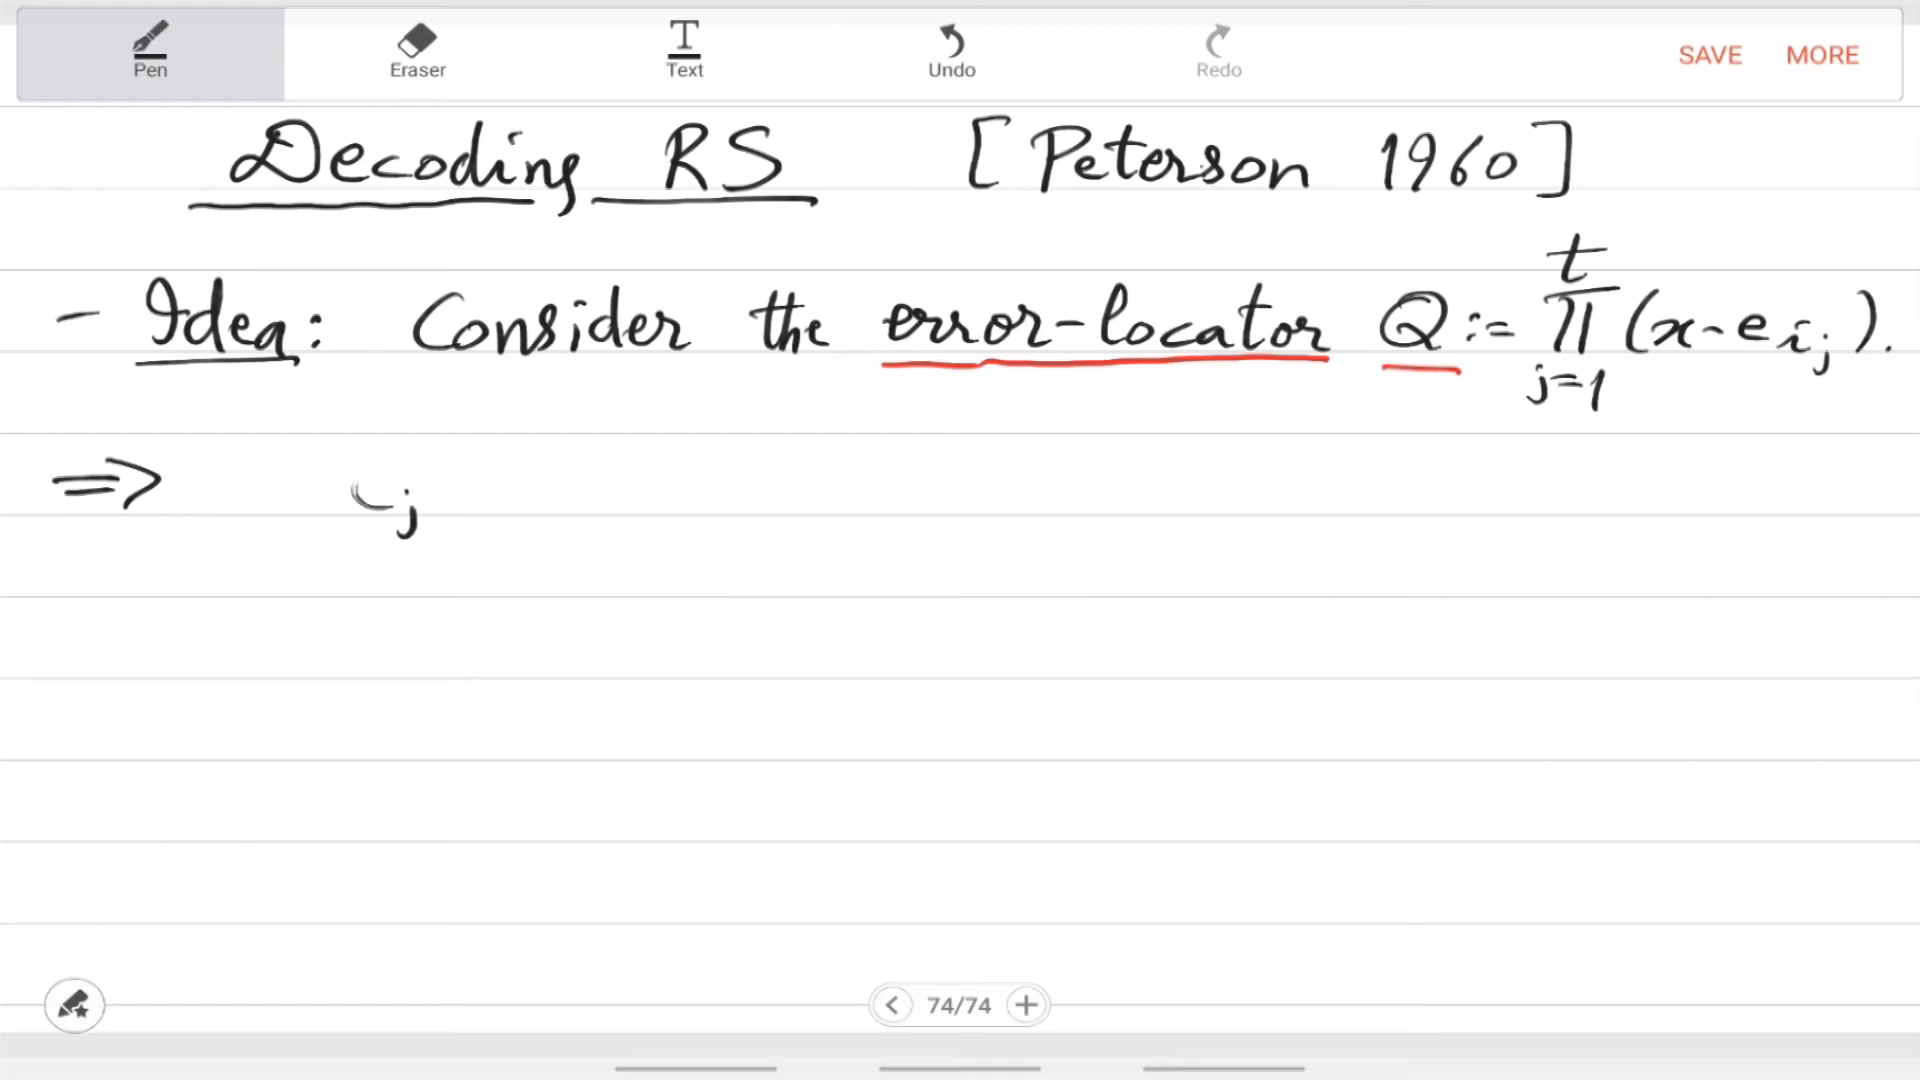 Pen Eraser Text Undo Redo SAVE MORE
Decoding RS [Peterson 1960]
- Idea: Consider the error-locator Q := ∏_{j=1}^{t} (x-e_{i_j}).
⇒ j
74/74